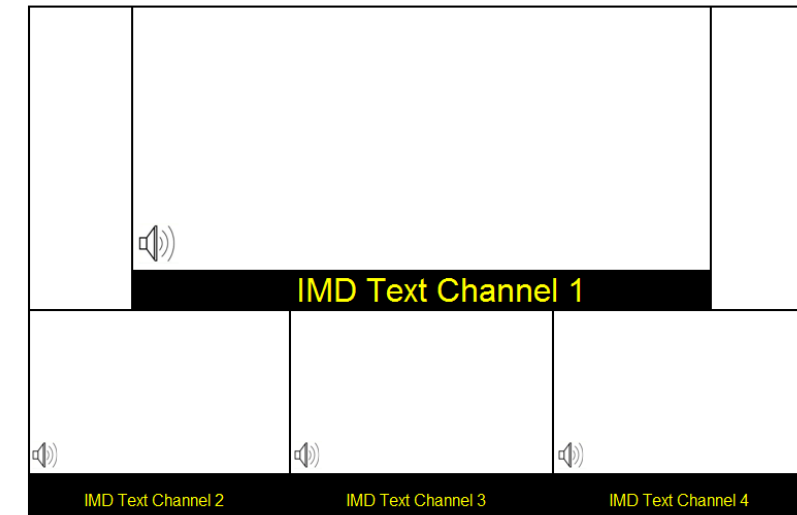 IMD Text Channel 1
IMD Text Channel 2
IMD Text Channel 3
IMD Text Channel 4